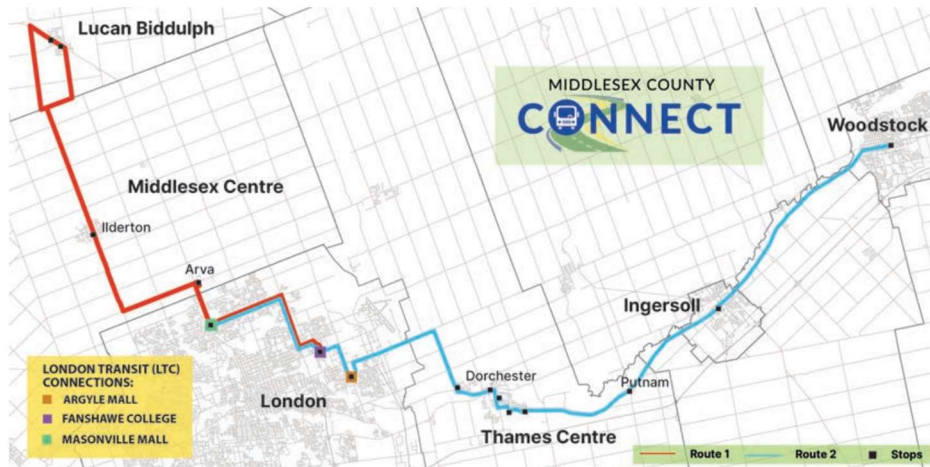 Lucan Biddulph
MIDDLESEX COUNTY
CONNECT
Woodstock
Middlesex Centre
Ilderton
Arva
Ingersoll
LONDON TRANSIT (LTC)
CONNECTIONS:
ARGYLE MALL
FANSHAWE COLLEGE
MASONVILLE MALL
London
Dorchester
Putnam
Thames Centre
Route 1
Route 2
Stops